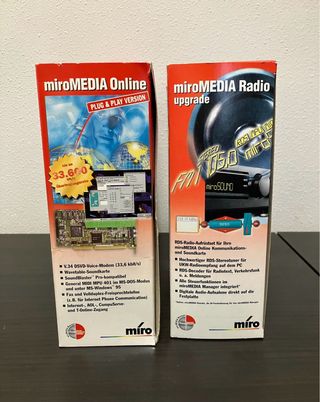 miroMEDIA Online
PLUG & PLAY VERSION
33.600
V.34 DSVD-Voice-Modem (33,6 kbit/s)
Wavetable-Soundkarte
SoundBlaster Pro-kompatibel
General MIDI MPU 401 im MS-DOS-Modus
und unter MS-Windows 95
Fax und Vollduplex-Freisprechtelefon
(z.B. für Internet Phone Communication)
Internet-, AOL-, CompuServe-
und T-Online-Zugang
miro
miroMEDIA Radio
upgrade
FM
miroSOUND
RDS-Radio-Aufrüstset für Ihre
miroMEDIA Online Kommunikations-
und Soundkarte
Hochwertiger RDS-Stereotuner für
UKW-Radioempfang auf dem PC
RDS-Decoder für Radiotext, Verkehrsfunk
u. a. Meldungen
Alle Steuerfunktionen im
miroMEDIA Manager integriert
Digitale Audio-Aufnahme direkt auf die
Festplatte
miro